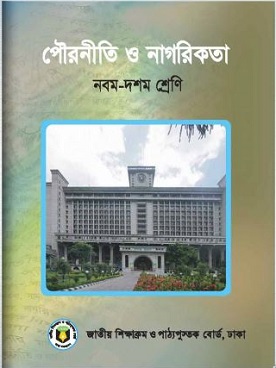 পৌরনীতি ও নাগরিকতা
নবম-দশম শ্রেণি
জাতীয় শিক্ষাক্রম ও পাঠ্যপুস্তক বোর্ড, ঢাকা